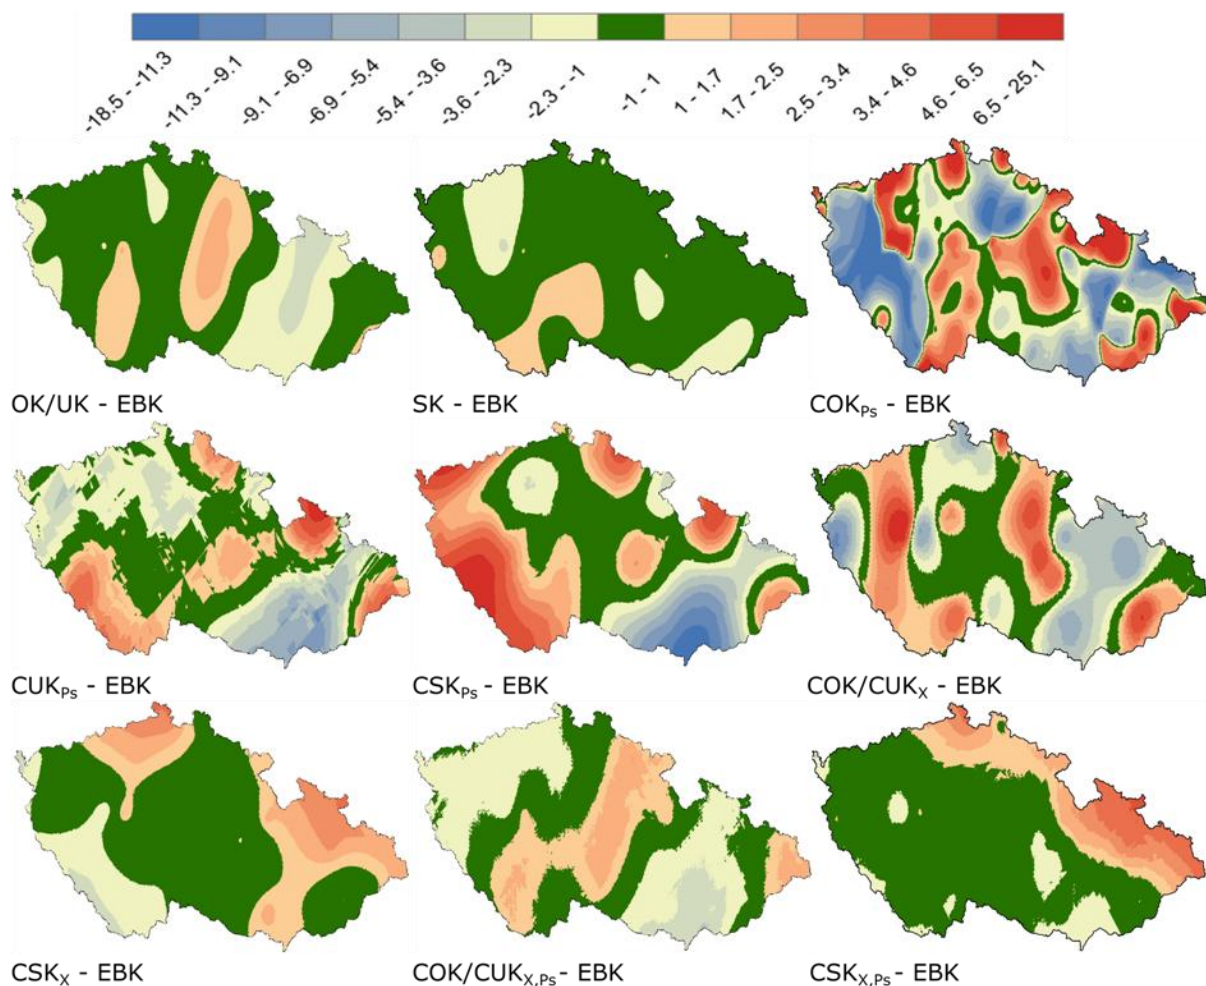 -18.5 - -11.3
-11.3 - -9.1
-9.1 - -6.9
-6.9 - -5.4
-5.4 - -3.6
-3.6 - -2.3
-2.3 - -1
-1 - 1
1 - 1.7
1.7 - 2.5
2.5 - 3.4
3.4 - 4.6
4.6 - 6.5
6.5 - 25.1
OK/UK - EBK
SK - EBK
COKPs - EBK
CUKPs - EBK
CSKPs - EBK
COK/CUKX - EBK
CSKX - EBK
COK/CUKX,Ps- EBK
CSKX,Ps- EBK